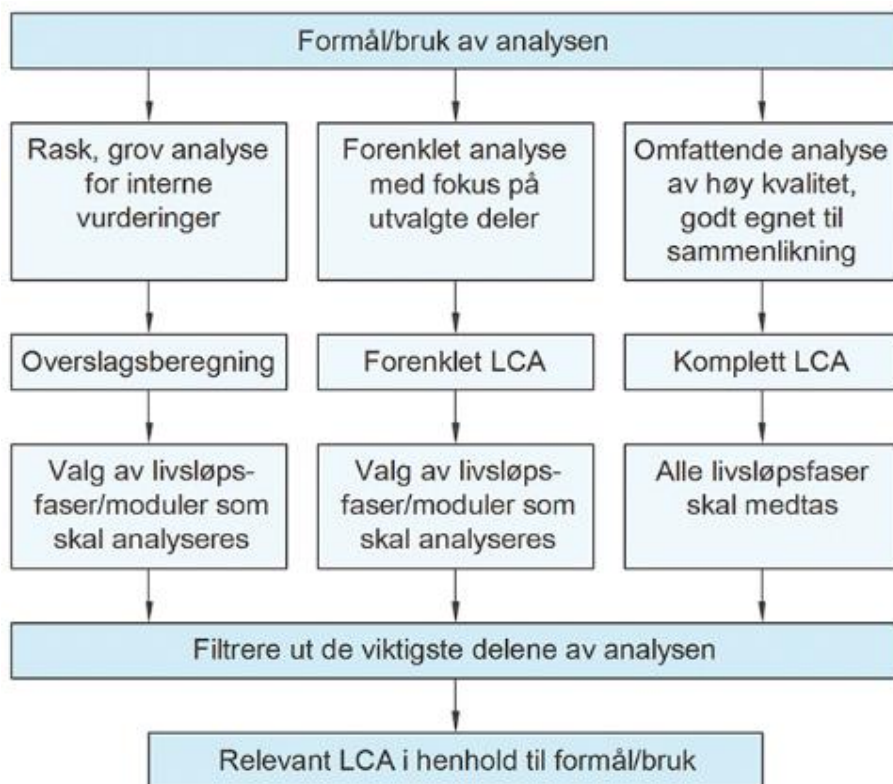 Formål/bruk av analysen
Rask, grov analyse
for interne
vurderinger
Forenklet analyse
med fokus på
utvalgte deler
Omfattende analyse
av høy kvalitet,
godt egnet til
sammenlikning
Overslagsberegning
Forenklet LCA
Komplett LCA
Valg av livsløps-
faser/moduler som
skal analyseres
Valg av livsløps-
faser/moduler som
skal analyseres
Alle livsløpsfaser
skal medtas
Filtrere ut de viktigste delene av analysen
Relevant LCA i henhold til formål/bruk